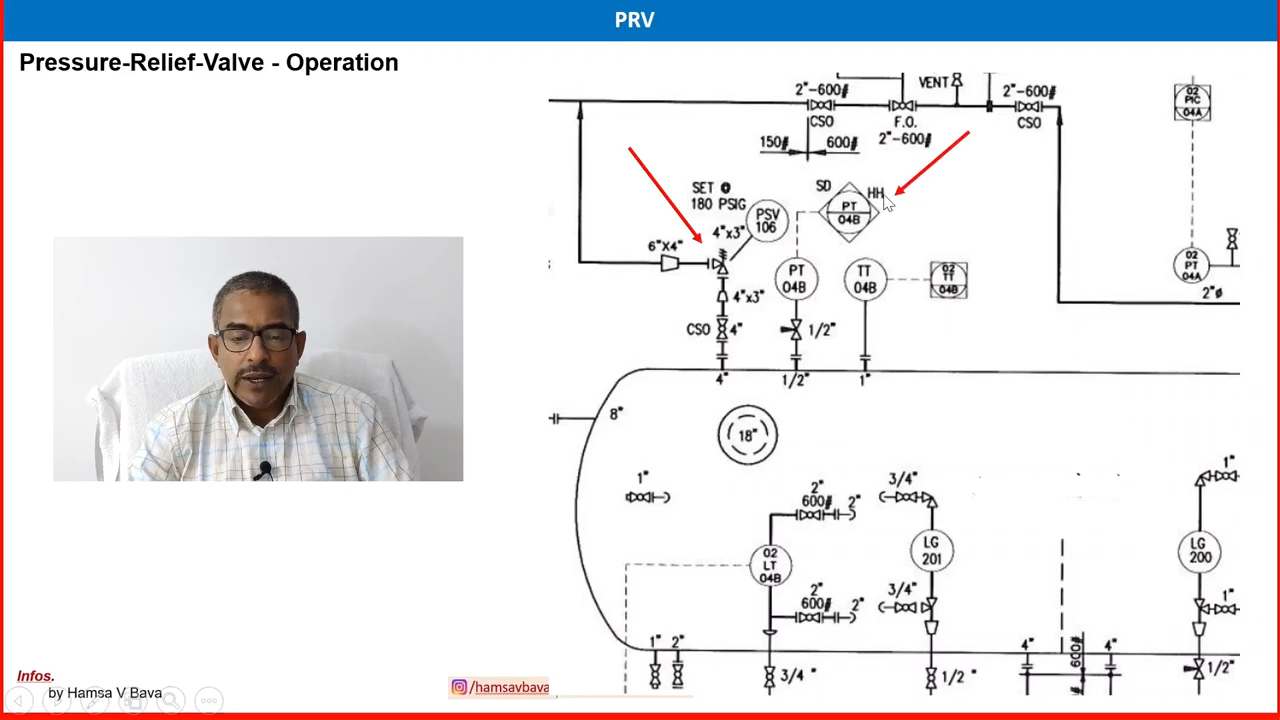 PRV
Pressure-Relief-Valve - Operation
2"-600#
VENT
2"-600#
CSO
F.O.
CSO
2"-600#
150#
600#
02
PIC
04A
SET @
180 PSIG
PSV
106
4"x3"
SD
HH
PT
04B
6"X4"
PT
04B
TT
04B
02
TT
04B
02
PT
04A
2"ø
4"x3"
CSO
4"
1/2"
4"
1/2"
1"
8"
18"
1"
2"
600#
2"
3/4"
1"
02
LT
04B
LG
201
LG
200
2"
600#
2"
3/4"
1"
1"
2"
3/4"
1/2"
4"
600#
4"
1/2"
Infos.
by Hamsa V Bava
/hamsavbava